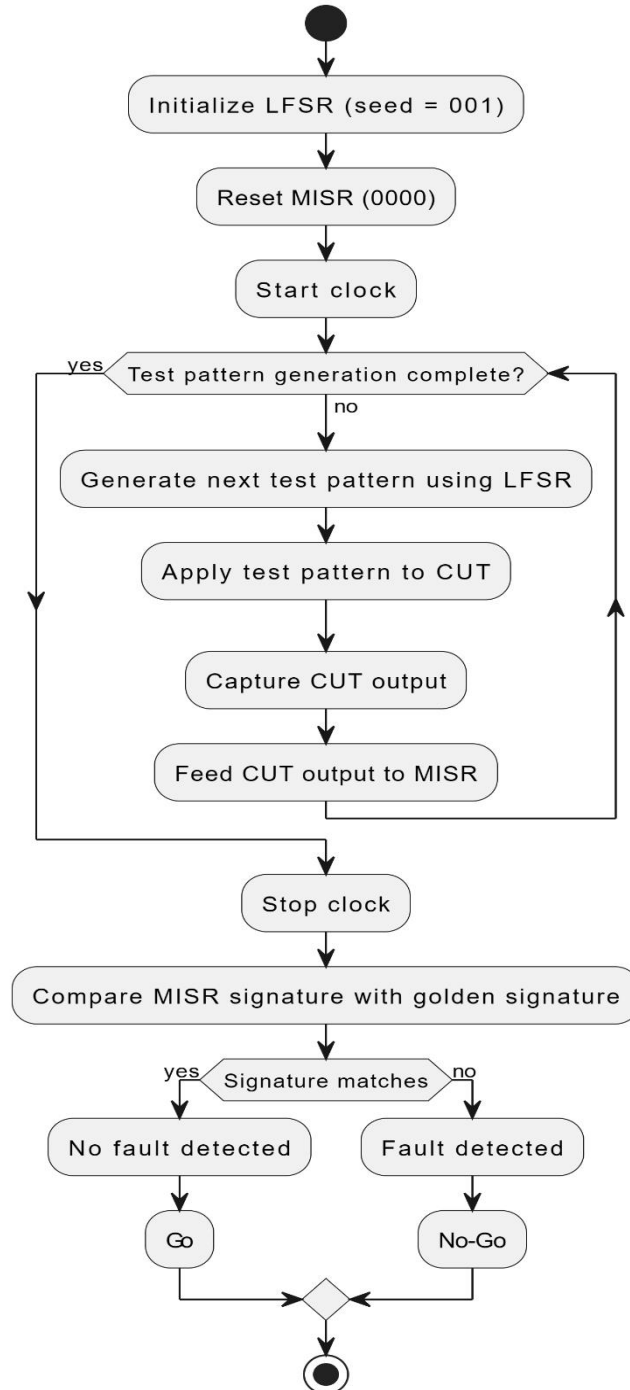 Initialize LFSR (seed = 001)
Reset MISR (0000)
Start clock
yes
Test pattern generation complete?
no
Generate next test pattern using LFSR
Apply test pattern to CUT
Capture CUT output
Feed CUT output to MISR
Stop clock
Compare MISR signature with golden signature
yes
Signature matches
no
No fault detected
Fault detected
Go
No-Go